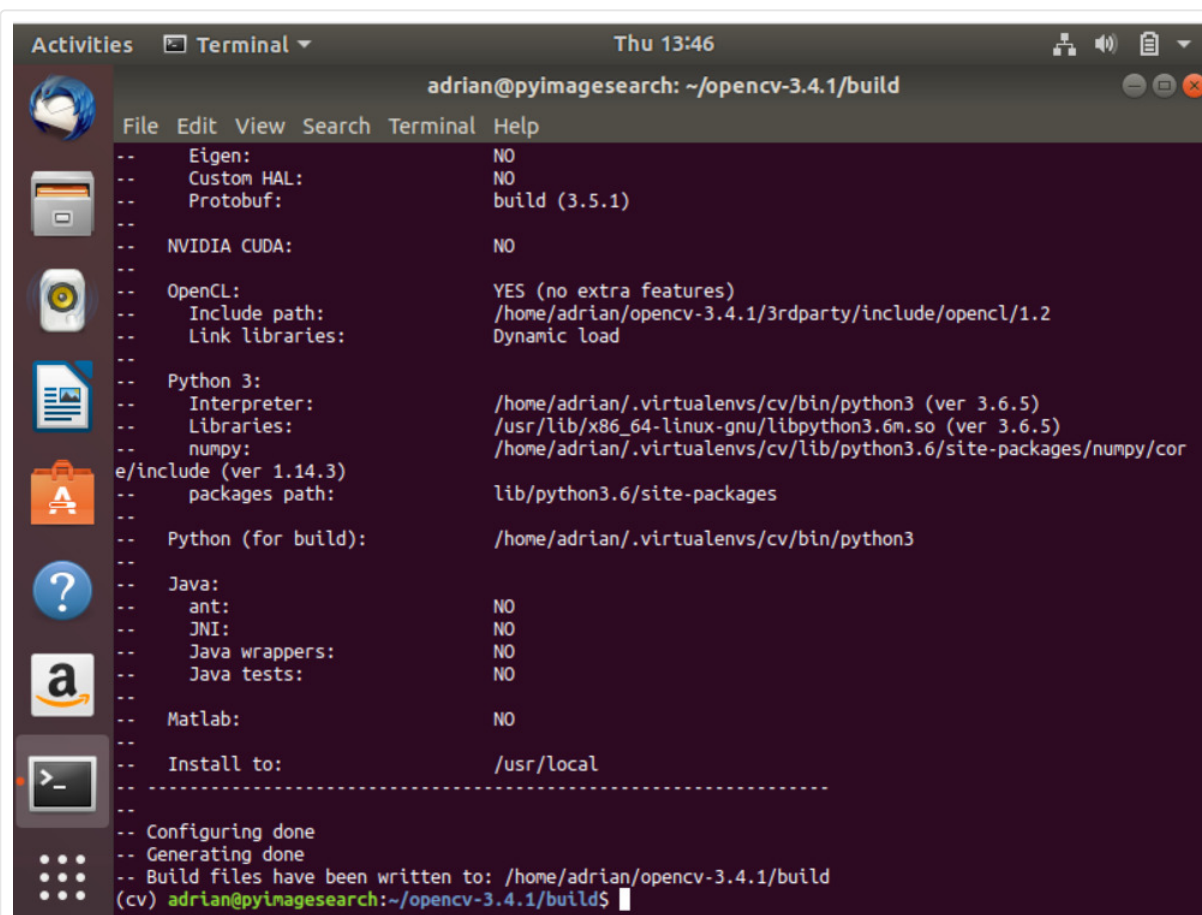 Activities Terminal Thu 13:46
adrian@pyimagesearch: ~/opencv-3.4.1/build
File Edit View Search Terminal Help
--     Eigen:                       NO
--     Custom HAL:                  NO
--     Protobuf:                    build (3.5.1)
--
--   NVIDIA CUDA:                   NO
--
--   OpenCL:                        YES (no extra features)
--     Include path:                /home/adrian/opencv-3.4.1/3rdparty/include/opencl/1.2
--     Link libraries:              Dynamic load
--
--   Python 3:
--     Interpreter:                 /home/adrian/.virtualenvs/cv/bin/python3 (ver 3.6.5)
--     Libraries:                   /usr/lib/x86_64-linux-gnu/libpython3.6m.so (ver 3.6.5)
--     numpy:                       /home/adrian/.virtualenvs/cv/lib/python3.6/site-packages/numpy/cor
e/include (ver 1.14.3)
--     packages path:               lib/python3.6/site-packages
--
--   Python (for build):            /home/adrian/.virtualenvs/cv/bin/python3
--
--   Java:
--     ant:                         NO
--     JNI:                         NO
--     Java wrappers:               NO
--     Java tests:                  NO
--
--   Matlab:                        NO
--
--   Install to:                    /usr/local
-- -----------------------------------------------------------------
--
-- Configuring done
-- Generating done
-- Build files have been written to: /home/adrian/opencv-3.4.1/build
(cv) adrian@pyimagesearch:~/opencv-3.4.1/build$